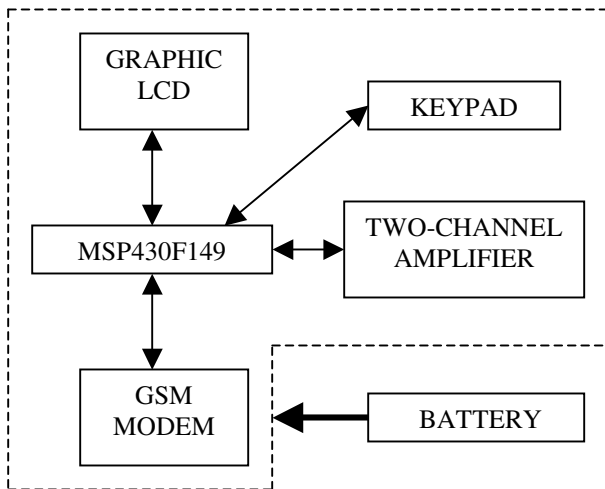 GRAPHIC
LCD
KEYPAD
MSP430F149
TWO-CHANNEL
AMPLIFIER
GSM
MODEM
BATTERY